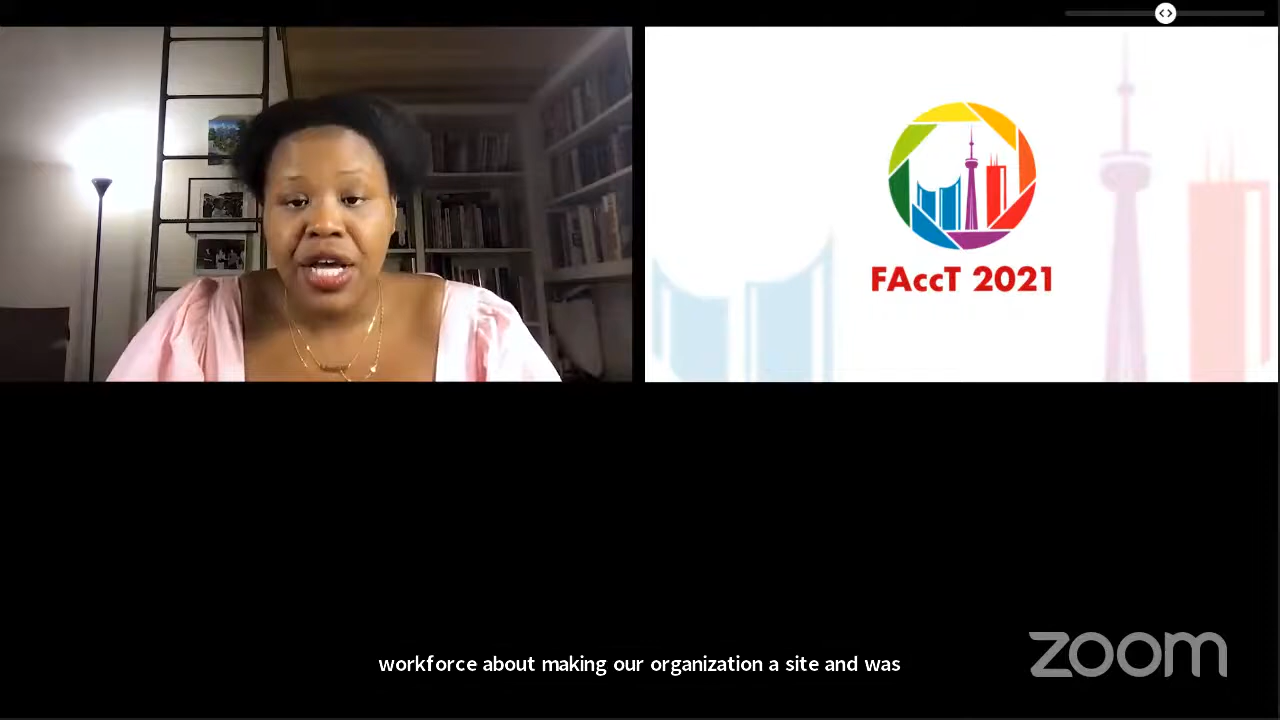 FAccT 2021
workforce about making our organization a site and was
zoom